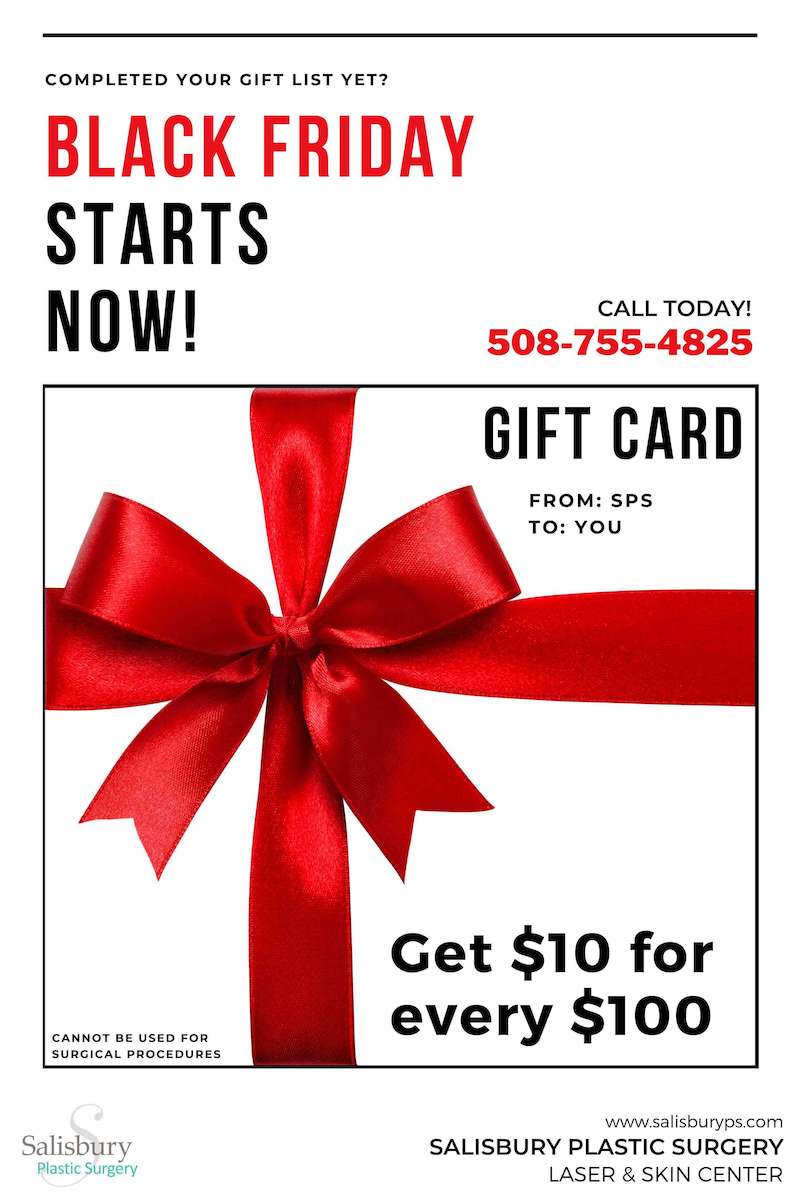 COMPLETED YOUR GIFT LIST YET?
BLACK FRIDAY
STARTS
NOW!
CALL TODAY!
508-755-4825
GIFT CARD
FROM: SPS
TO: YOU
Get $10 for
every $100
CANNOT BE USED FOR
SURGICAL PROCEDURES
S
Salisbury
Plastic Surgery
www.salisburyps.com
SALISBURY PLASTIC SURGERY
LASER & SKIN CENTER